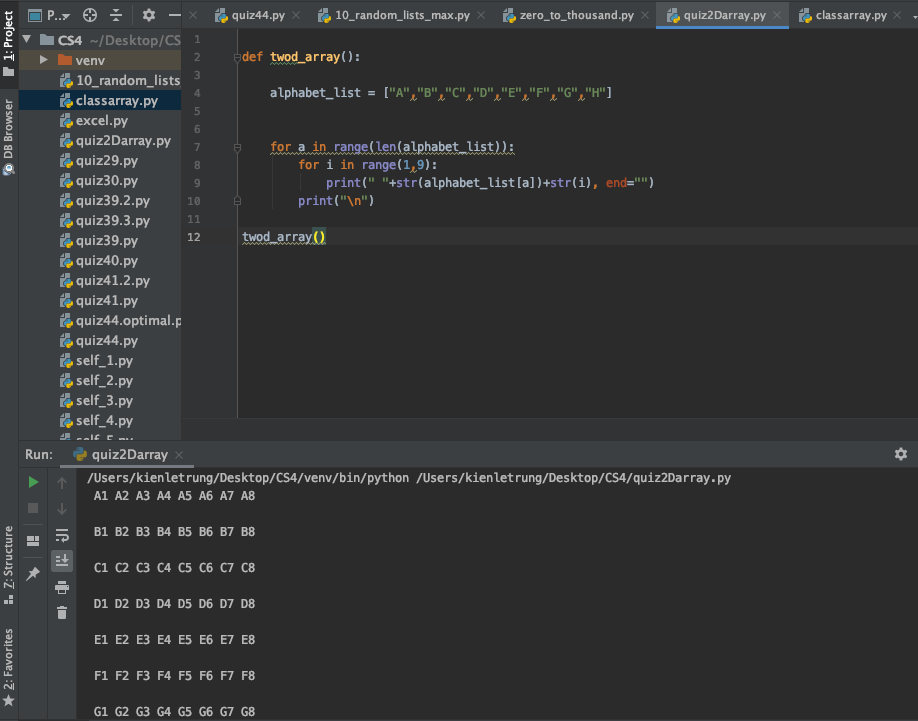 P..
quiz44.py
10_random_lists_max.py
zero_to_thousand.py
quiz2Darray.py
classarray.py
1: Project
DB Browser
Z: Structure
2: Favorites
CS4 ~/Desktop/CS
venv
10_random_lists
classarray.py
excel.py
quiz2Darray.py
quiz29.py
quiz30.py
quiz39.2.py
quiz39.3.py
quiz39.py
quiz40.py
quiz41.2.py
quiz41.py
quiz44.optimal.p
quiz44.py
self_1.py
self_2.py
self_3.py
self_4.py
self_5.py
1
2 def twod_array():
3
4 alphabet_list = ["A","B","C","D","E","F","G","H"]
5
6
7 for a in range(len(alphabet_list)):
8 for i in range(1,9):
9 print(" "+str(alphabet_list[a])+str(i), end="")
10 print("\n")
11
12 twod_array()
Run: quiz2Darray
/Users/kienletrung/Desktop/CS4/venv/bin/python /Users/kienletrung/Desktop/CS4/quiz2Darray.py
A1 A2 A3 A4 A5 A6 A7 A8
B1 B2 B3 B4 B5 B6 B7 B8
C1 C2 C3 C4 C5 C6 C7 C8
D1 D2 D3 D4 D5 D6 D7 D8
E1 E2 E3 E4 E5 E6 E7 E8
F1 F2 F3 F4 F5 F6 F7 F8
G1 G2 G3 G4 G5 G6 G7 G8